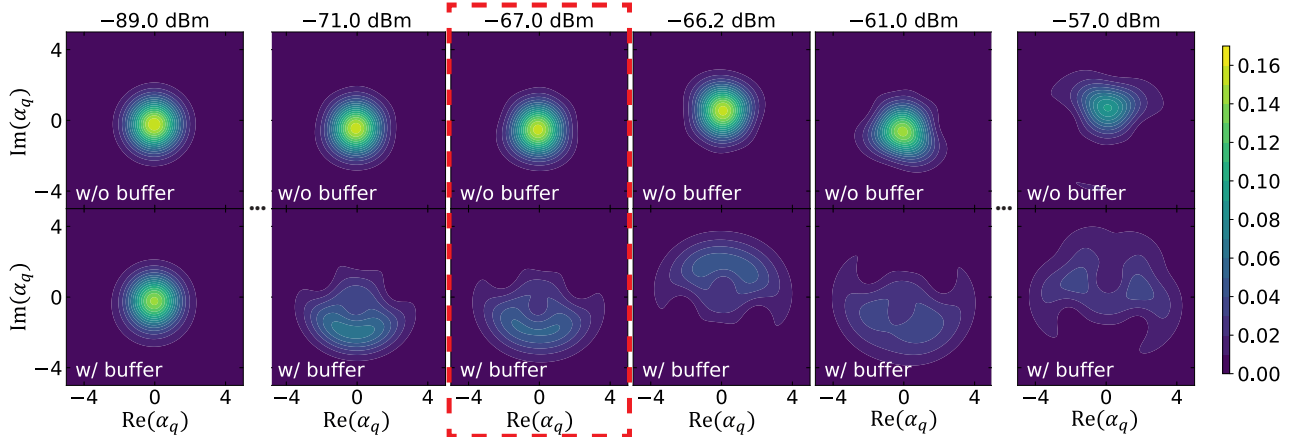 −89.0 dBm −71.0 dBm −67.0 dBm −66.2 dBm −61.0 dBm −57.0 dBm
4
0
−4
Im(α_q)
w/o buffer w/o buffer w/o buffer w/o buffer w/o buffer w/o buffer
... ...
4
0
−4
Im(α_q)
w/ buffer w/ buffer w/ buffer w/ buffer w/ buffer w/ buffer
−4 0 4 −4 0 4 −4 0 4 −4 0 4 −4 0 4 −4 0 4
Re(α_q) Re(α_q) Re(α_q) Re(α_q) Re(α_q) Re(α_q)
0.16
0.14
0.12
0.10
0.08
0.06
0.04
0.02
0.00